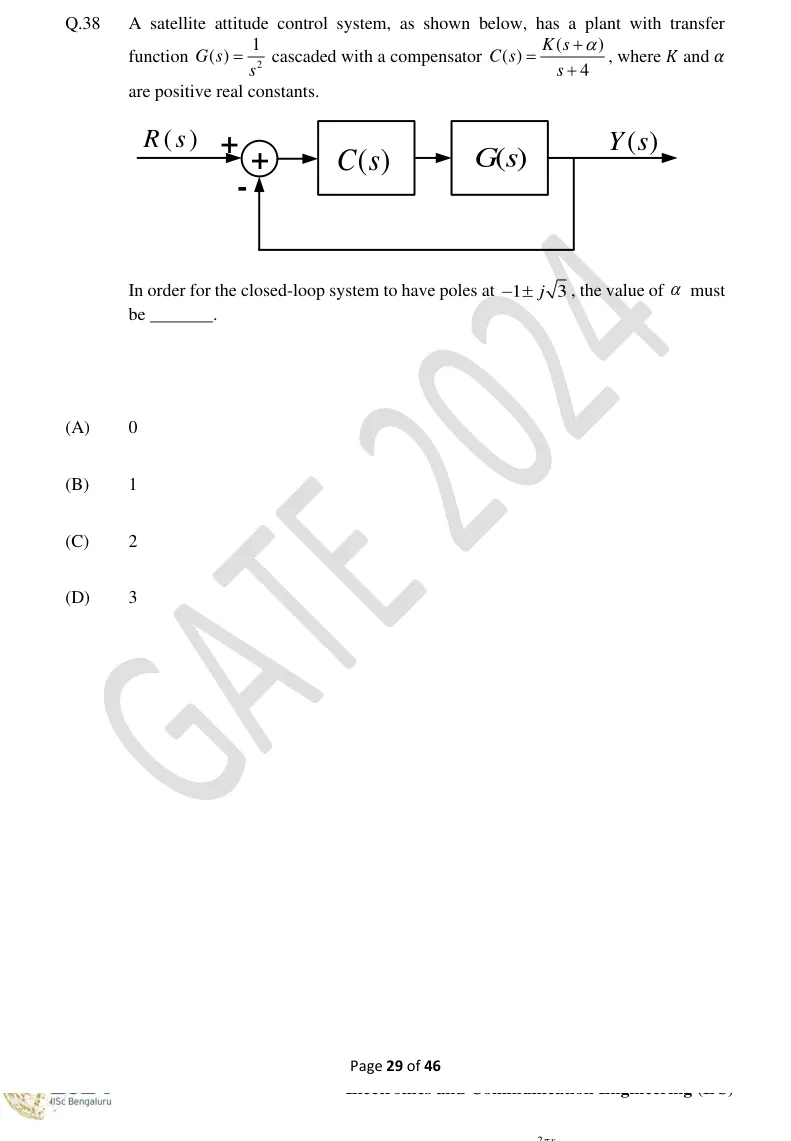 Q.38 A satellite attitude control system, as shown below, has a plant with transfer
function G(s) = 1/s² cascaded with a compensator C(s) = K(s+α)/(s+4), where K and α
are positive real constants.
R(s) + + - C(s) G(s) Y(s)
In order for the closed-loop system to have poles at −1± j√3, the value of α must
be _______.
(A) 0
(B) 1
(C) 2
(D) 3
GATE 2024
Page 29 of 46
IISc Bengaluru